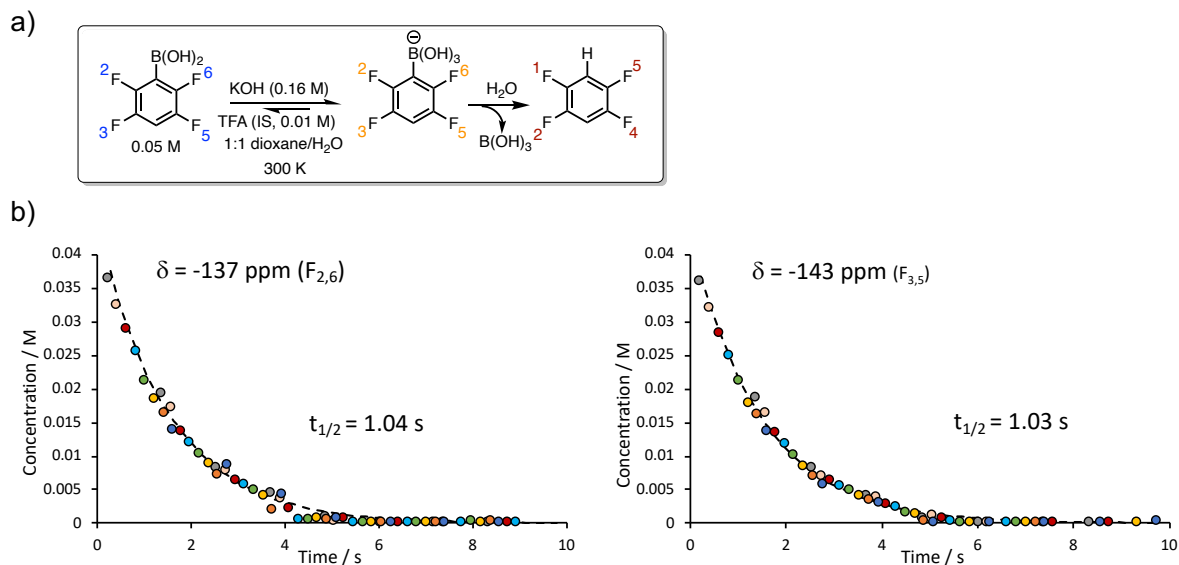 a)
B(OH)2
2
F
6
F
F
3
F
5
0.05 M
KOH (0.16 M)
TFA (IS, 0.01 M)
1:1 dioxane/H2O
300 K
⊖
B(OH)3
2
F
6
F
F
3
F
5
H2O
B(OH)3
H
1
F
5
F
F
2
F
4
b)
δ = -137 ppm (F2,6)
t1/2 = 1.04 s
Concentration / M
0.04
0.035
0.03
0.025
0.02
0.015
0.01
0.005
0
0 2 4 6 8 10
Time / s
δ = -143 ppm (F3,5)
t1/2 = 1.03 s
Concentration / M
0.04
0.035
0.03
0.025
0.02
0.015
0.01
0.005
0
0 2 4 6 8 10
Time / s